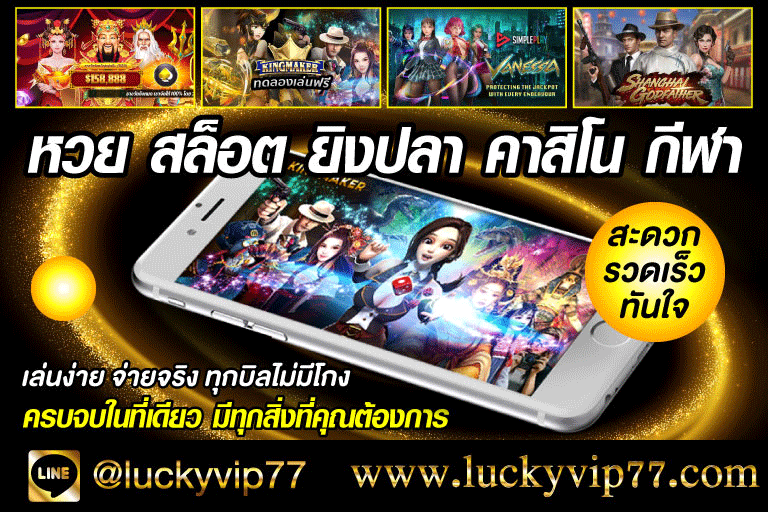 $158,888
KINGMAKER
ทดลองเล่นฟรี
SIMPLEPLAY
VANESSA
PROTECTING THE JACKPOT
WITH EVERY ENDEAVOUR
SHANGHAI
GODFATHER
หวย สล็อต ยิงปลา คาสิโน กีฬา
KINGMAKER
สะดวก
รวดเร็ว
ทันใจ
เล่นง่าย จ่ายจริง ทุกบิลไม่มีโกง
ครบจบในที่เดียว มีทุกสิ่งที่คุณต้องการ
LINE
@luckyvip77
www.luckyvip77.com